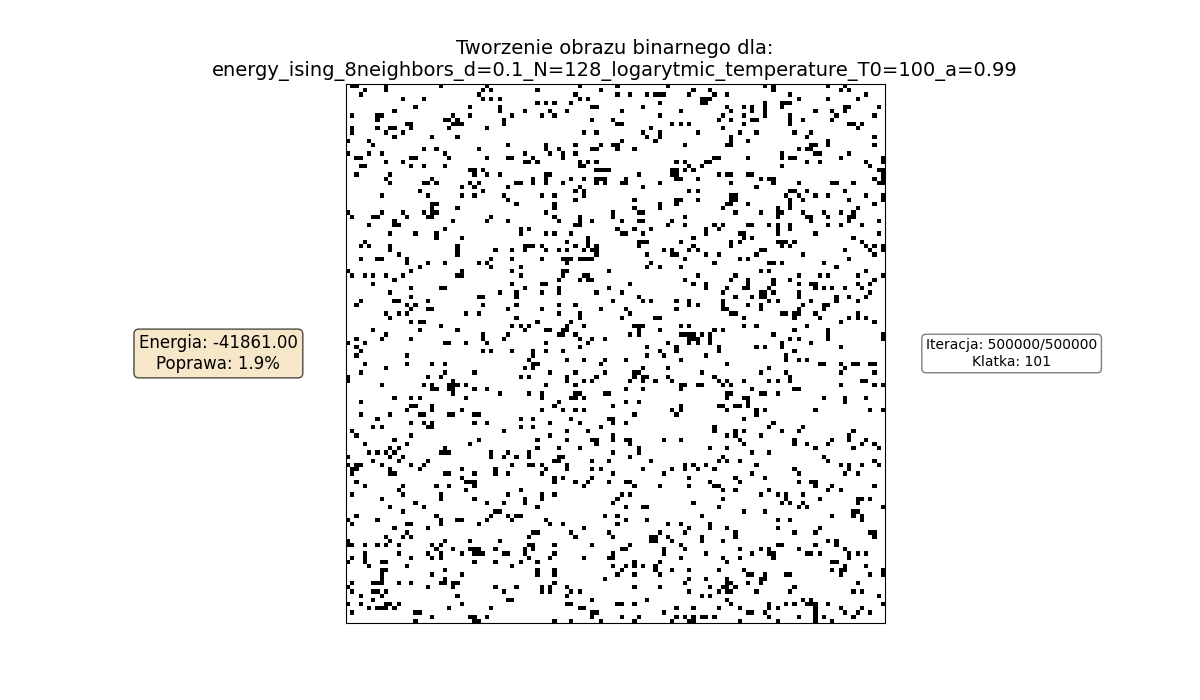 Tworzenie obrazu binarnego dla:
energy_ising_8neighbors_d=0.1_N=128_logarytmic_temperature_T0=100_a=0.99
Energia: -41861.00
Poprawa: 1.9%
Iteracja: 500000/500000
Klatka: 101